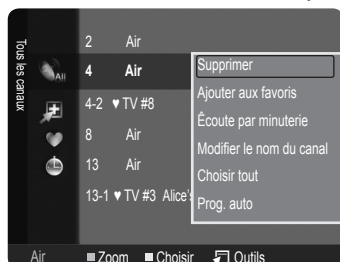 Tous les canaux
All
2 Air
4 Air
4-2 ♥ TV #8
8 Air
13 Air
13-1 ♥ TV #3 Alice's
Supprimer
Ajouter aux favoris
Écoute par minuterie
Modifier le nom du canal
Choisir tout
Prog. auto
Air Zoom Choisir Outils